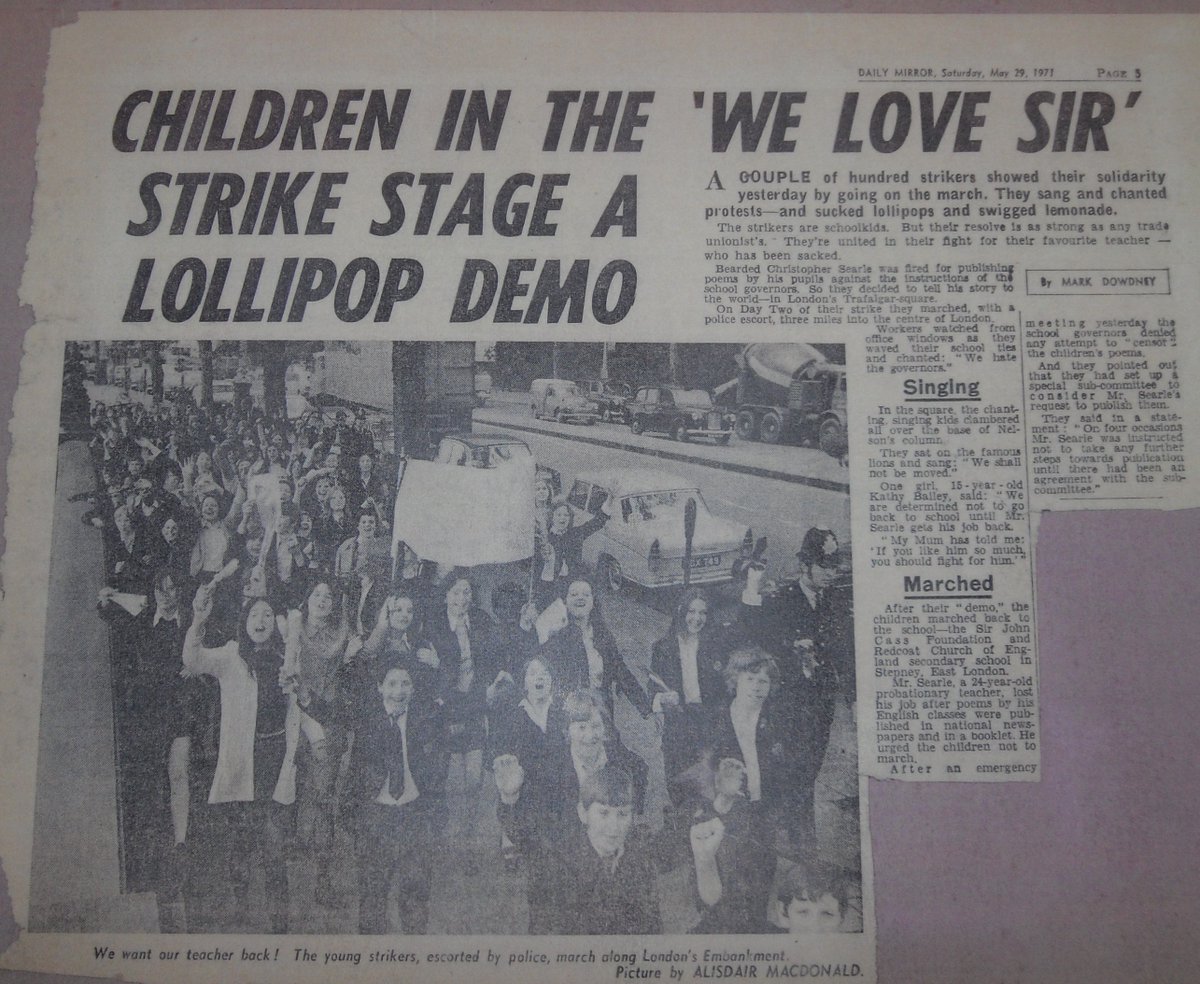 DAILY MIRROR, Saturday, May 29, 1971 PAGE 5
CHILDREN IN THE 'WE LOVE SIR'
STRIKE STAGE A
LOLLIPOP DEMO
A COUPLE of hundred strikers showed their solidarity
yesterday by going on the march. They sang and chanted
protests—and sucked lollipops and swigged lemonade.
The strikers are schoolkids. But their resolve is as strong as any trade
unionist's. They're united in their fight for their favourite teacher —
who has been sacked.
Bearded Christopher Searle was fired for publishing
poems by his pupils against the instructions of the
school governors. So they decided to tell his story to
the world—in London's Trafalgar-square.
On Day Two of their strike they marched, with a
police escort, three miles into the centre of London.
Workers watched from
office windows as they
waved their school ties
and chanted: "We hate
the governors."
Singing
In the square, the chant-
ing, singing kids clambered
all over the base of Nel-
son's column.
They sat on the famous
lions and sang: "We shall
not be moved."
One girl, 15-year-old
Kathy Bailey, said: "We
are determined not to go
back to school until Mr.
Searle gets his job back.
"My Mum has told me:
'If you like him so much,
you should fight for him.'"
Marched
After their "demo," the
children marched back to
the school—the Sir John
Cass Foundation and
Redcoat Church of Eng-
land secondary school in
Stepney, East London.
Mr. Searle, a 24-year-old
probationary teacher, lost
his job after poems by his
English classes were pub-
lished in national news-
papers and in a booklet. He
urged the children not to
march.
After an emergency
By MARK DOWDNEY
meeting yesterday the
school governors denied
any attempt to "censor"
the children's poems.
And they pointed out
that they had set up a
special sub-committee to
consider Mr. Searle's
request to publish them.
They said in a state-
ment: "On four occasions
Mr. Searle was instructed
not to take any further
steps towards publication
until there had been an
agreement with the sub-
committee."
We want our teacher back! The young strikers, escorted by police, march along London's Embankment.
Picture by ALISDAIR MACDONALD.